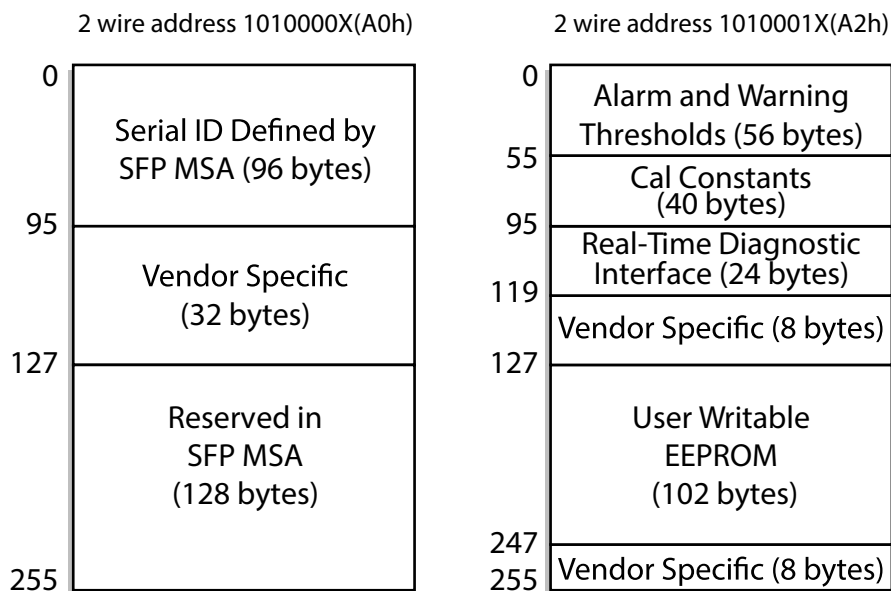 2 wire address 1010000X(A0h)
0
Serial ID Defined by
SFP MSA (96 bytes)
95
Vendor Specific
(32 bytes)
127
Reserved in
SFP MSA
(128 bytes)
255
2 wire address 1010001X(A2h)
0
Alarm and Warning
Thresholds (56 bytes)
55
Cal Constants
(40 bytes)
95
Real-Time Diagnostic
Interface (24 bytes)
119
Vendor Specific (8 bytes)
127
User Writable
EEPROM
(102 bytes)
247
Vendor Specific (8 bytes)
255